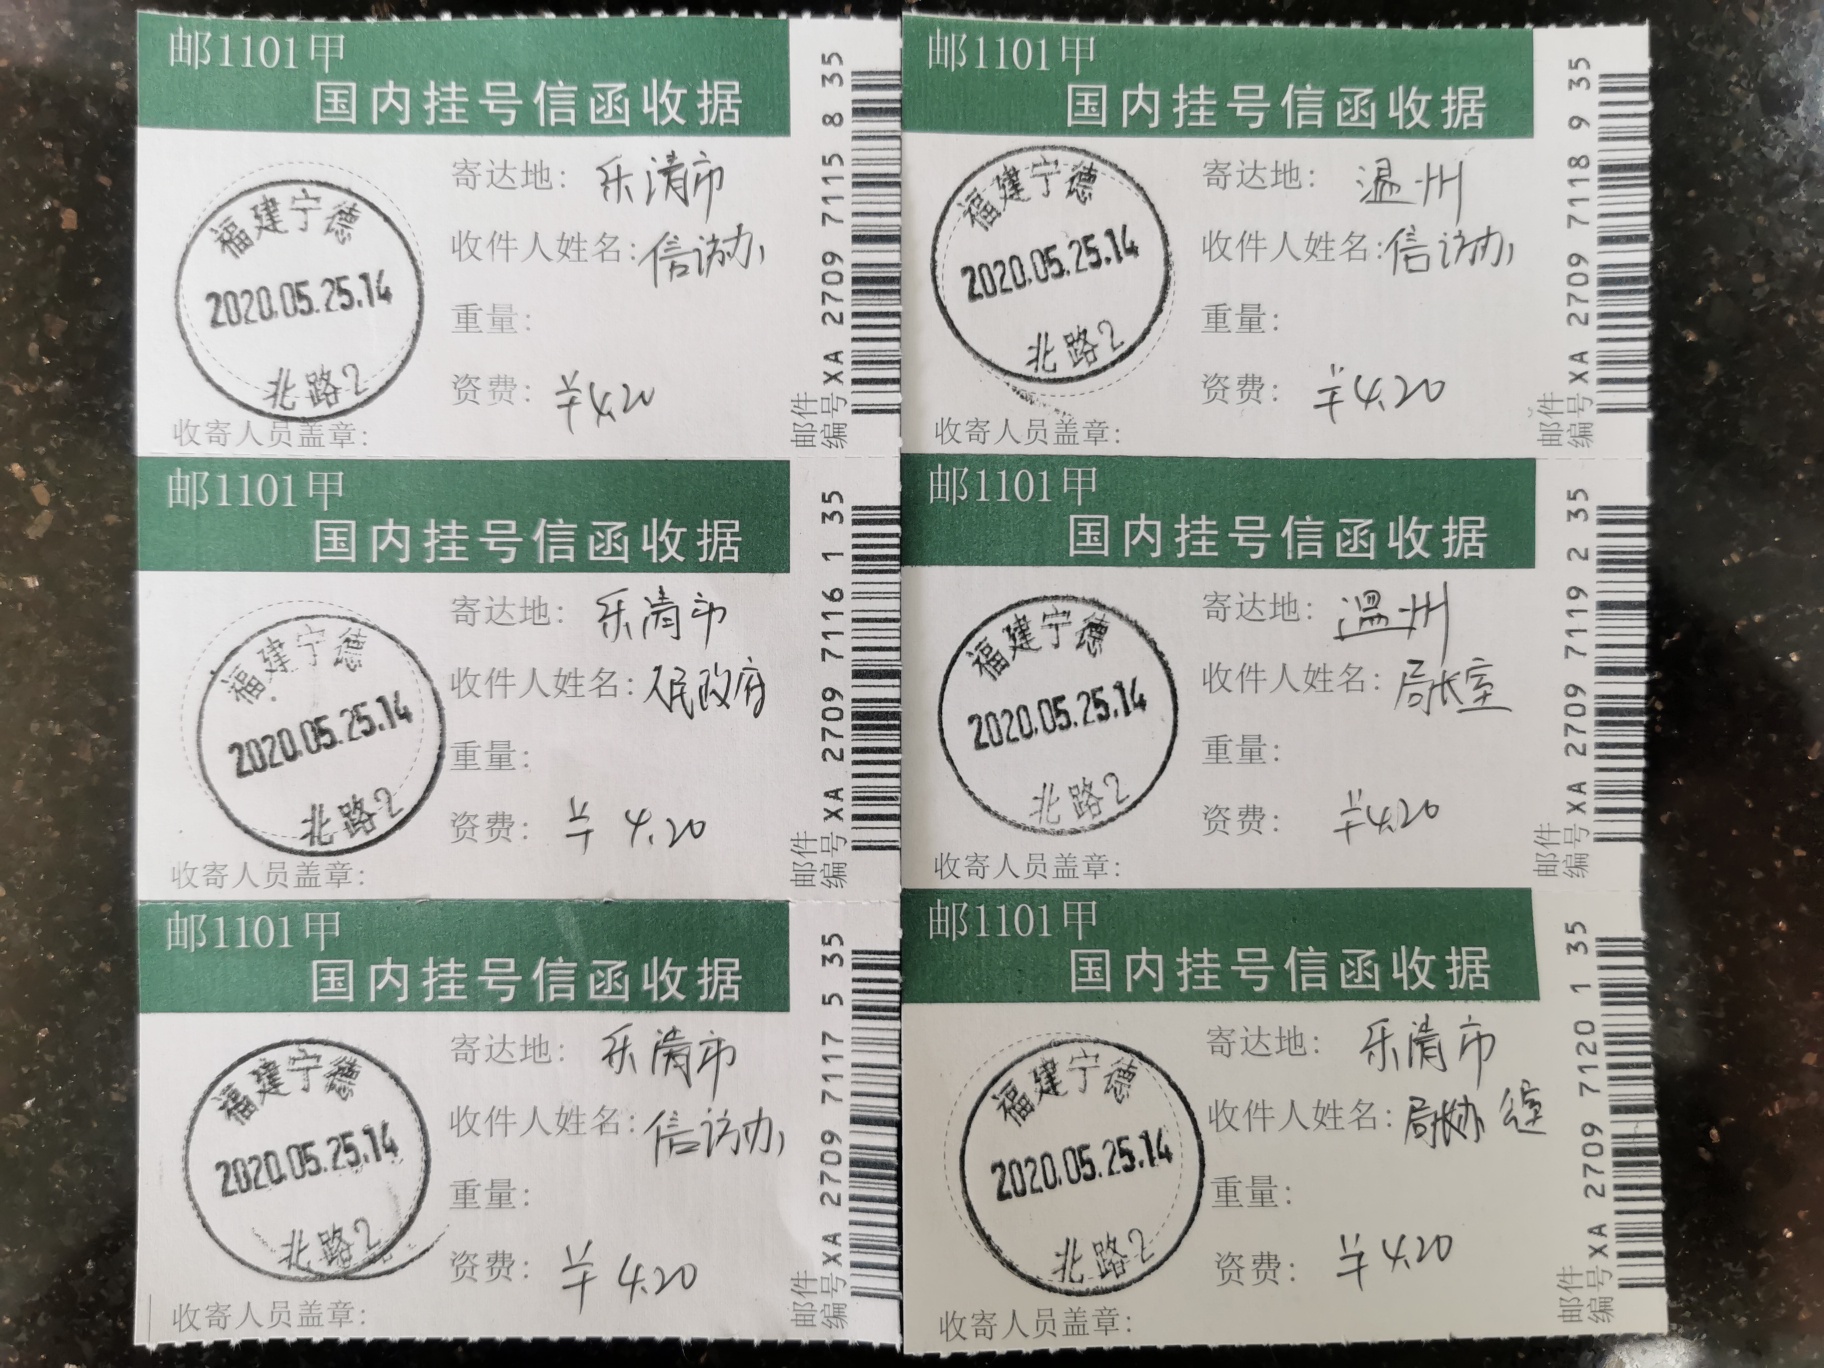 邮1101甲
国内挂号信函收据
福建宁德
2020.05.25.14
北路2
寄达地：乐清市
收件人姓名：信访办
重量：
资费：¥4.20
收寄人员盖章：
邮件编号 XA 2709 7115 8 35
邮1101甲
国内挂号信函收据
福建宁德
2020.05.25.14
北路2
寄达地：乐清市
收件人姓名：人民政府
重量：
资费：¥4.20
收寄人员盖章：
邮件编号 XA 2709 7116 1 35
邮1101甲
国内挂号信函收据
福建宁德
2020.05.25.14
北路2
寄达地：乐清市
收件人姓名：信访办
重量：
资费：¥4.20
收寄人员盖章：
邮件编号 XA 2709 7117 5 35
邮1101甲
国内挂号信函收据
福建宁德
2020.05.25.14
北路2
寄达地：温州
收件人姓名：信访办
重量：
资费：¥4.20
收寄人员盖章：
邮件编号 XA 2709 7118 9 35
邮1101甲
国内挂号信函收据
福建宁德
2020.05.25.14
北路2
寄达地：温州
收件人姓名：局长室
重量：
资费：¥4.20
收寄人员盖章：
邮件编号 XA 2709 7119 2 35
邮1101甲
国内挂号信函收据
福建宁德
2020.05.25.14
北路2
寄达地：乐清市
收件人姓名：局长办
重量：
资费：¥4.20
收寄人员盖章：
邮件编号 XA 2709 7120 1 35